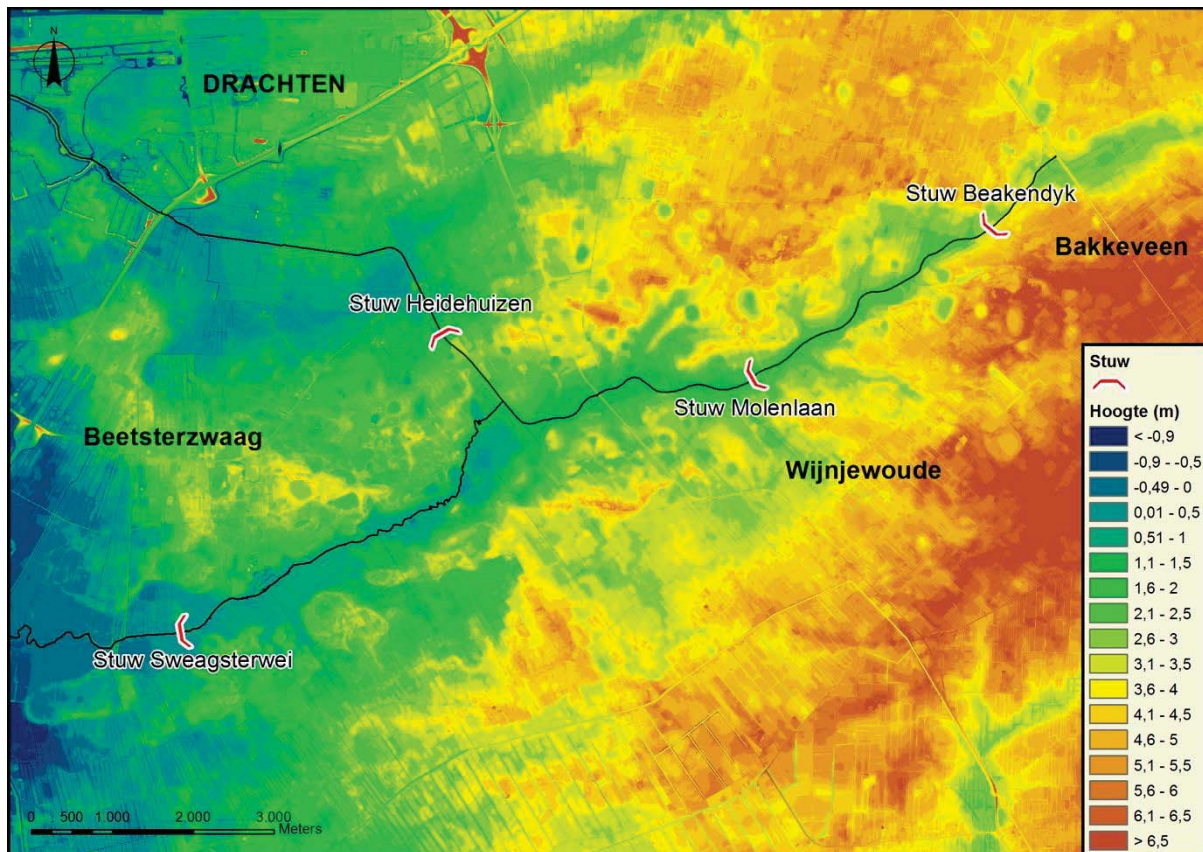 N
DRACHTEN
Stuw Beakendyk
Bakkeveen
Stuw Heidehuizen
Stuw Molenlaan
Beetsterzwaag
Wijnjewoude
Stuw Sweagsterwei
0 500 1.000 2.000 3.000
Meters
Stuw
Hoogte (m)
< -0,9
-0,9 - -0,5
-0,49 - 0
0,01 - 0,5
0,51 - 1
1,1 - 1,5
1,6 - 2
2,1 - 2,5
2,6 - 3
3,1 - 3,5
3,6 - 4
4,1 - 4,5
4,6 - 5
5,1 - 5,5
5,6 - 6
6,1 - 6,5
> 6,5